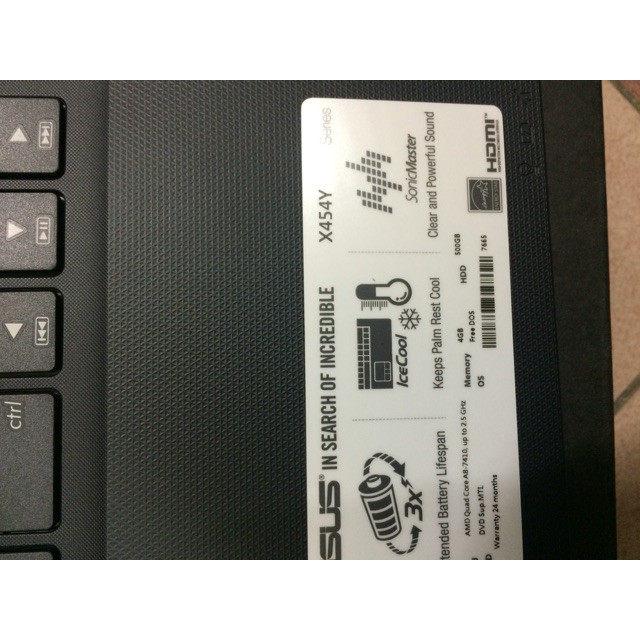 ASUS IN SEARCH OF INCREDIBLE
X454Y Series
3x
tended Battery Lifespan
IceCool
Keeps Palm Rest Cool
SonicMaster
Clear and Powerful Sound
HDMI™
AMD Quad Core A8-7410, up to 2.5 GHz
DVD Sup.MTL
Warranty 24 months
Memory 4GB
OS Free DOS
HDD 500GB
7665
ctrl